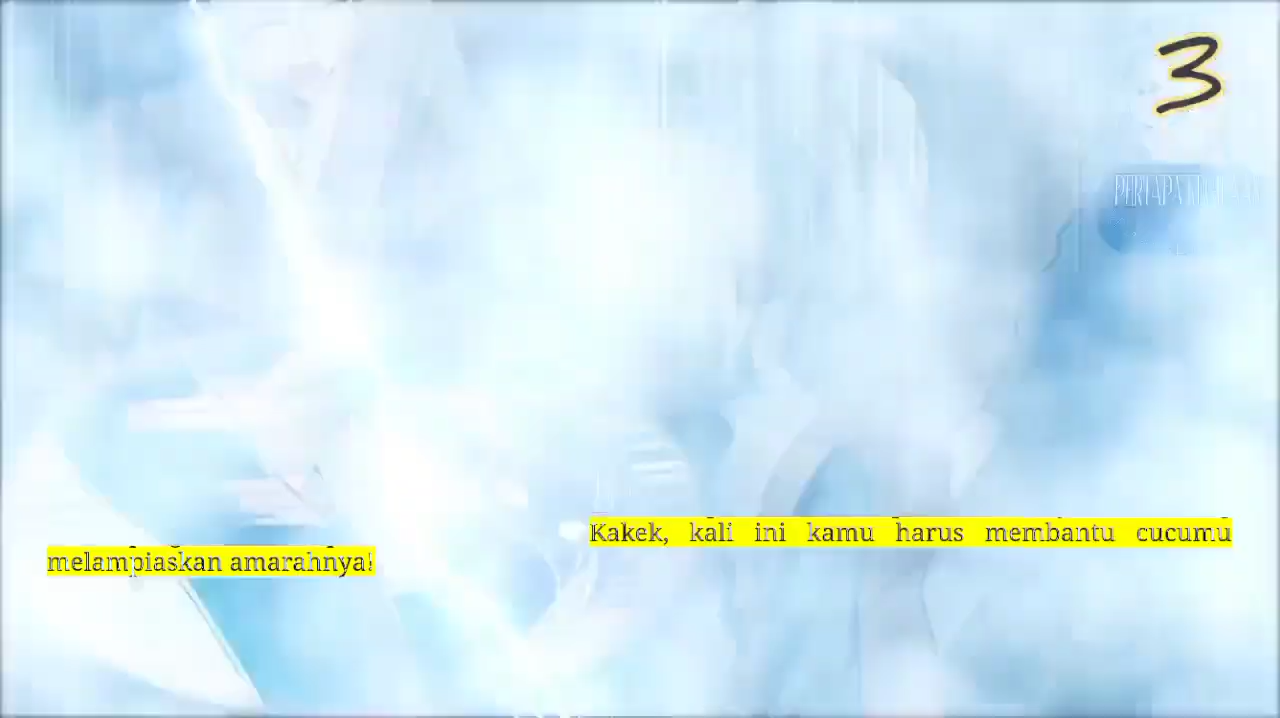 3
Kakek, kali ini kamu harus membantu cucumu
melampiaskan amarahnya!